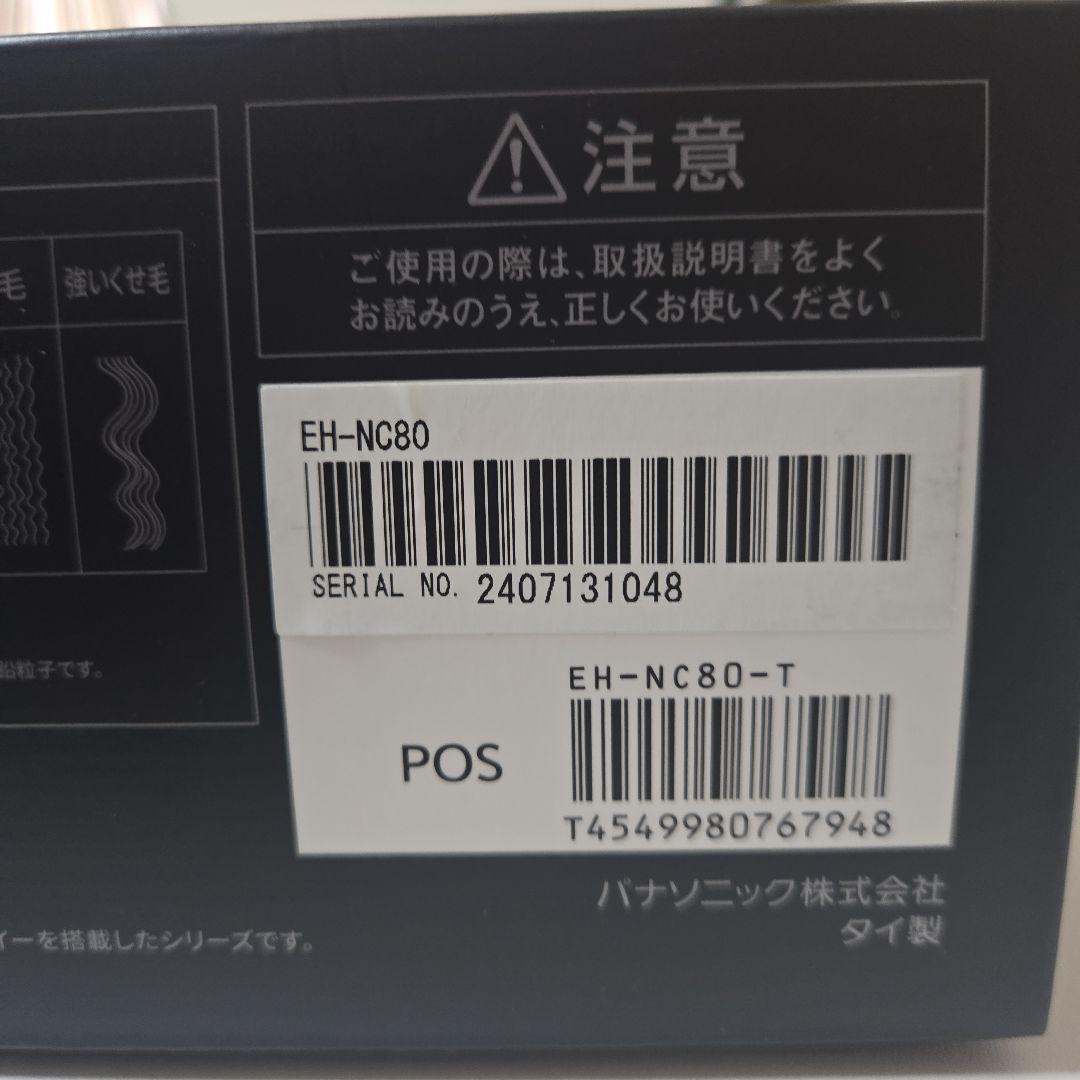 注意
ご使用の際は、取扱説明書をよく
お読みのうえ、正しくお使いください。
毛
強いくせ毛
EH-NC80
SERIAL NO. 2407131048
EH-NC80-T
POS
T4549980767948
鉛粒子です。
パナソニック株式会社
タイ製
イーを搭載したシリーズです。